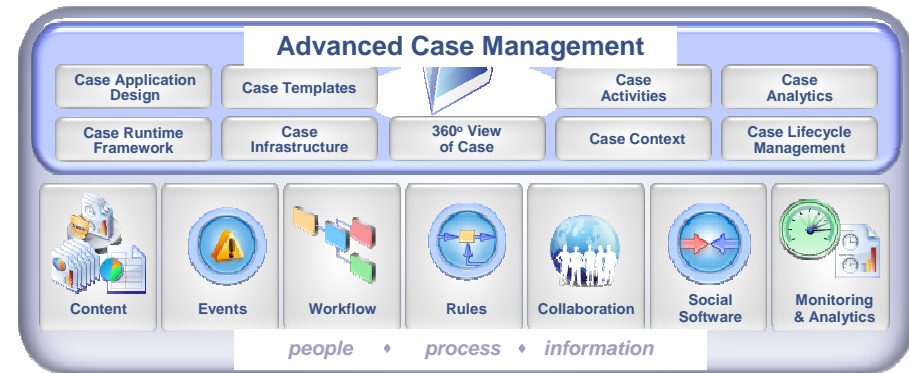 Advanced Case Management
Case Application
Design
Case Templates
Case
Activities
Case
Analytics
Case Runtime
Framework
Case
Infrastructure
360º View
of Case
Case Context
Case Lifecycle
Management
Content
Events
Workflow
Rules
Collaboration
Social
Software
Monitoring
& Analytics
people ♦ process ♦ information